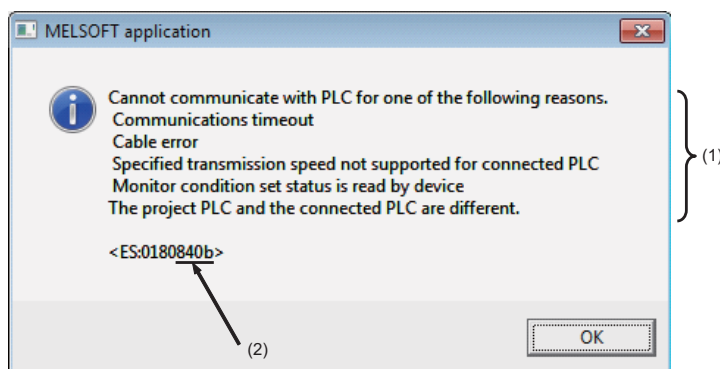 MELSOFT application
Cannot communicate with PLC for one of the following reasons.
Communications timeout
Cable error
Specified transmission speed not supported for connected PLC
Monitor condition set status is read by device
The project PLC and the connected PLC are different.
(1)
<ES:0180840b>
(2)
OK